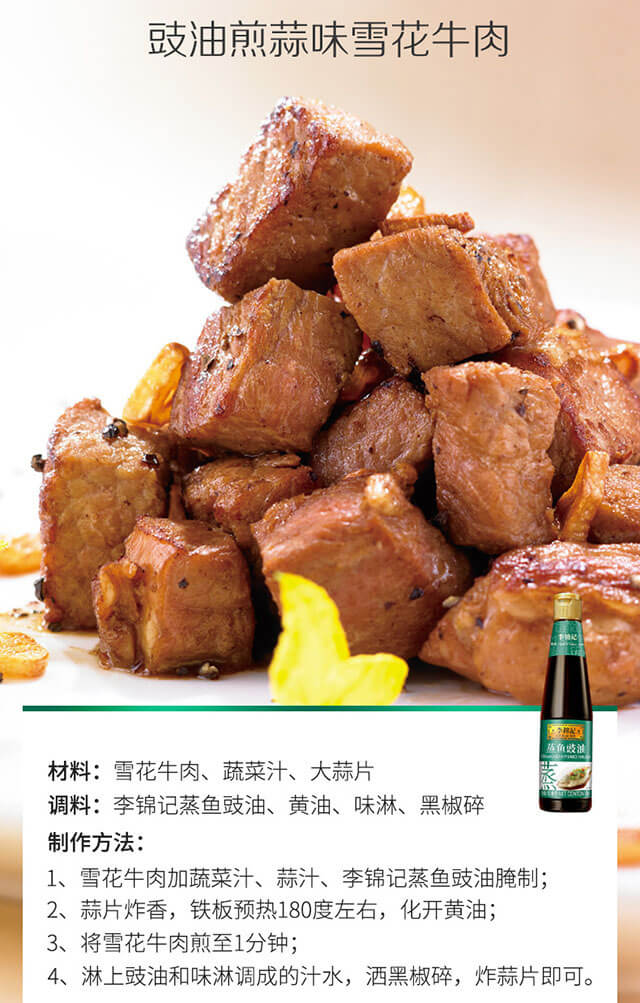 豉油煎蒜味雪花牛肉
李锦记
李锦记
蒸鱼豉油
蒸
材料：雪花牛肉、蔬菜汁、大蒜片
调料：李锦记蒸鱼豉油、黄油、味淋、黑椒碎
制作方法：
1、雪花牛肉加蔬菜汁、蒜汁、李锦记蒸鱼豉油腌制；
2、蒜片炸香，铁板预热180度左右，化开黄油；
3、将雪花牛肉煎至1分钟；
4、淋上豉油和味淋调成的汁水，洒黑椒碎，炸蒜片即可。